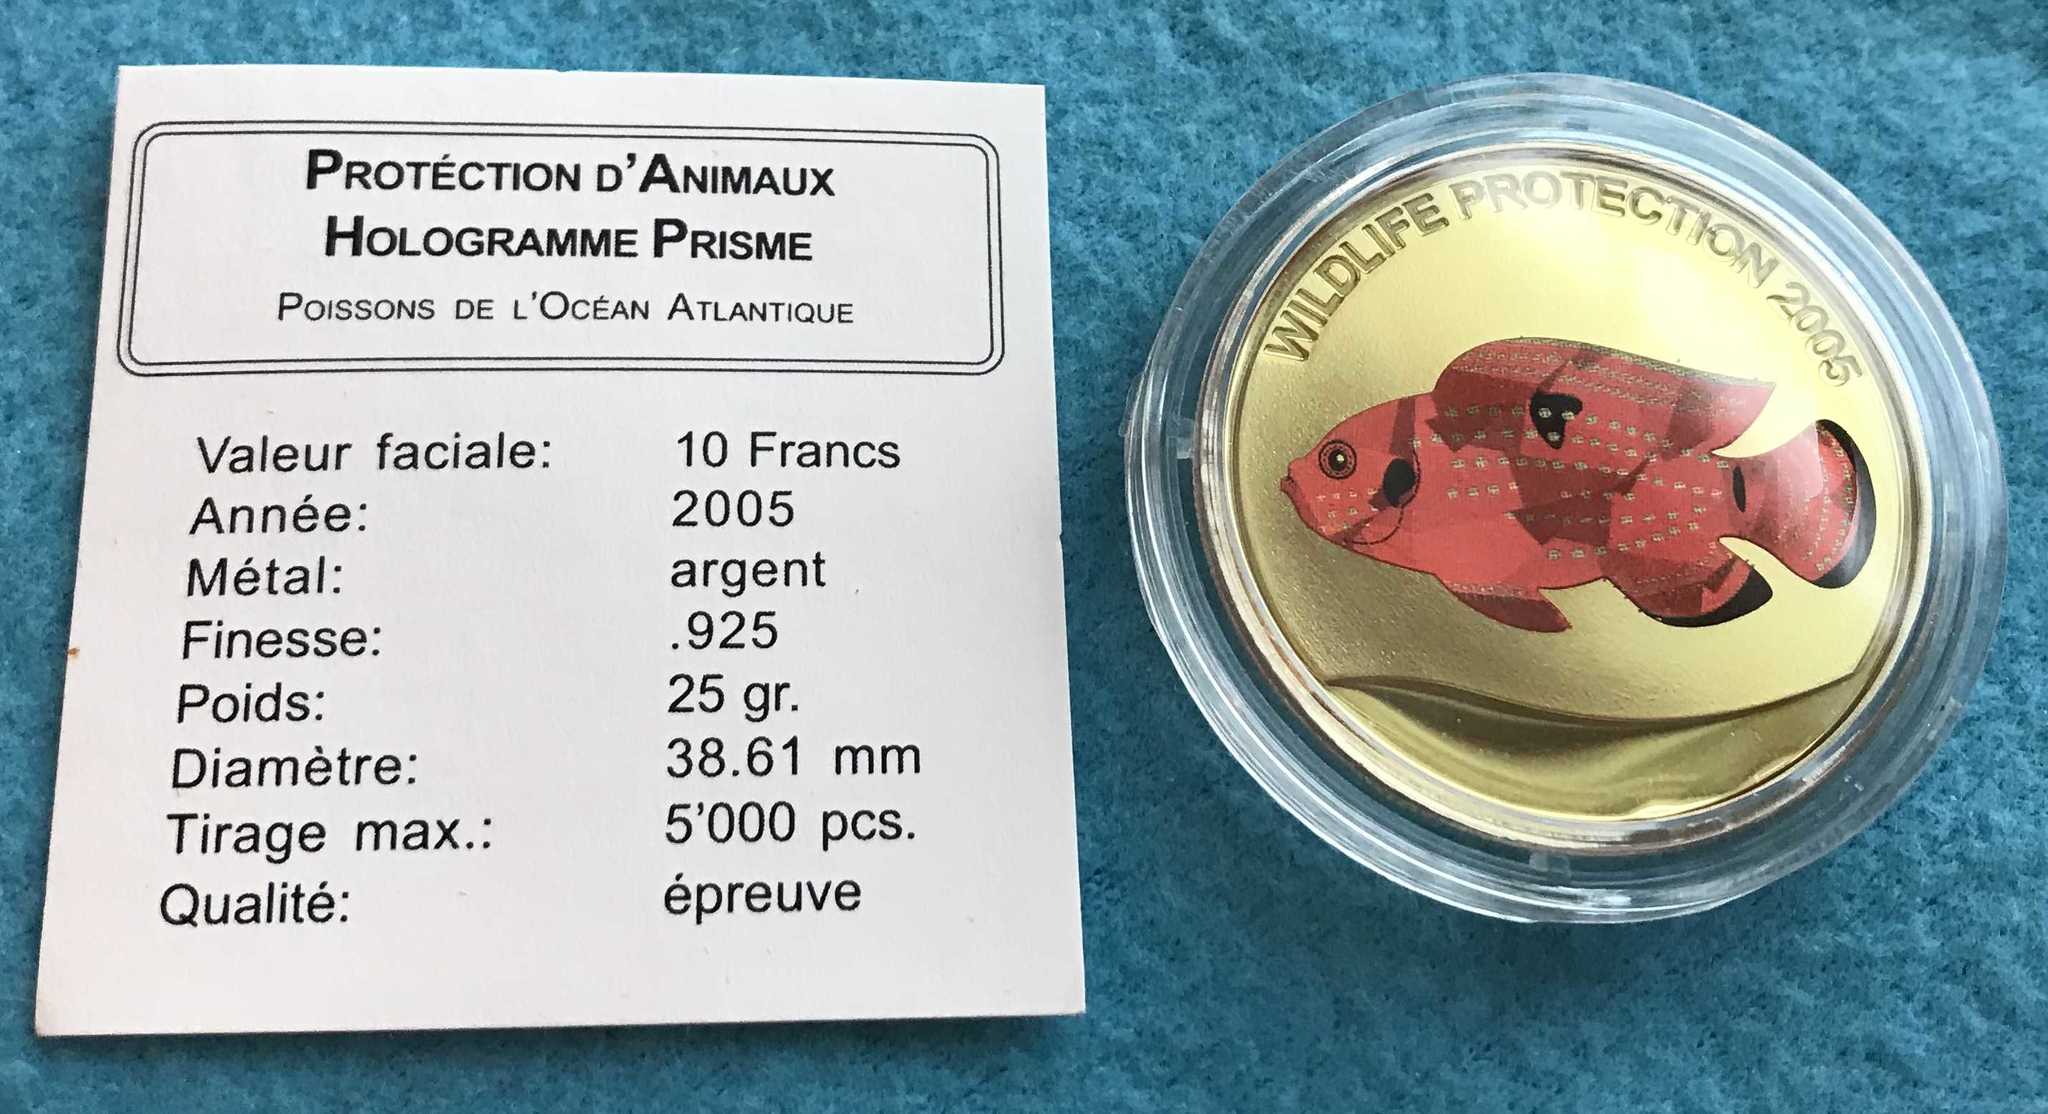 PROTÉCTION D'ANIMAUX
HOLOGRAMME PRISME
POISSONS DE L'OCÉAN ATLANTIQUE
Valeur faciale: 10 Francs
Année: 2005
Métal: argent
Finesse: .925
Poids: 25 gr.
Diamètre: 38.61 mm
Tirage max.: 5'000 pcs.
Qualité: épreuve
WILDLIFE PROTECTION 2005